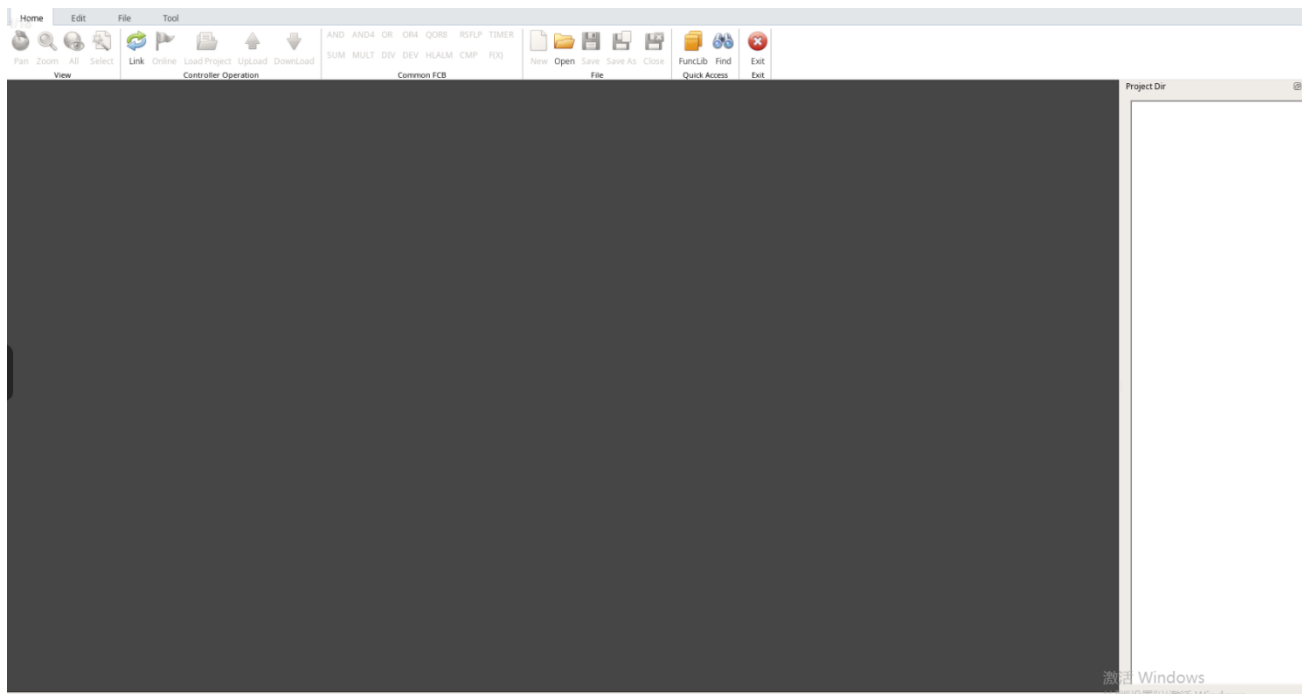 Home Edit File Tool
AND AND4 OR OR4 QOR8 RSFLP TIMER
SUM MULT DIV DEV HLALM CMP F(X)
Pan Zoom All Select Link Online Load Project UpLoad DownLoad New Open Save Save As Close FuncLib Find Exit
View Controller Operation Common FCB File Quick Access Exit
Project Dir
激活 Windows